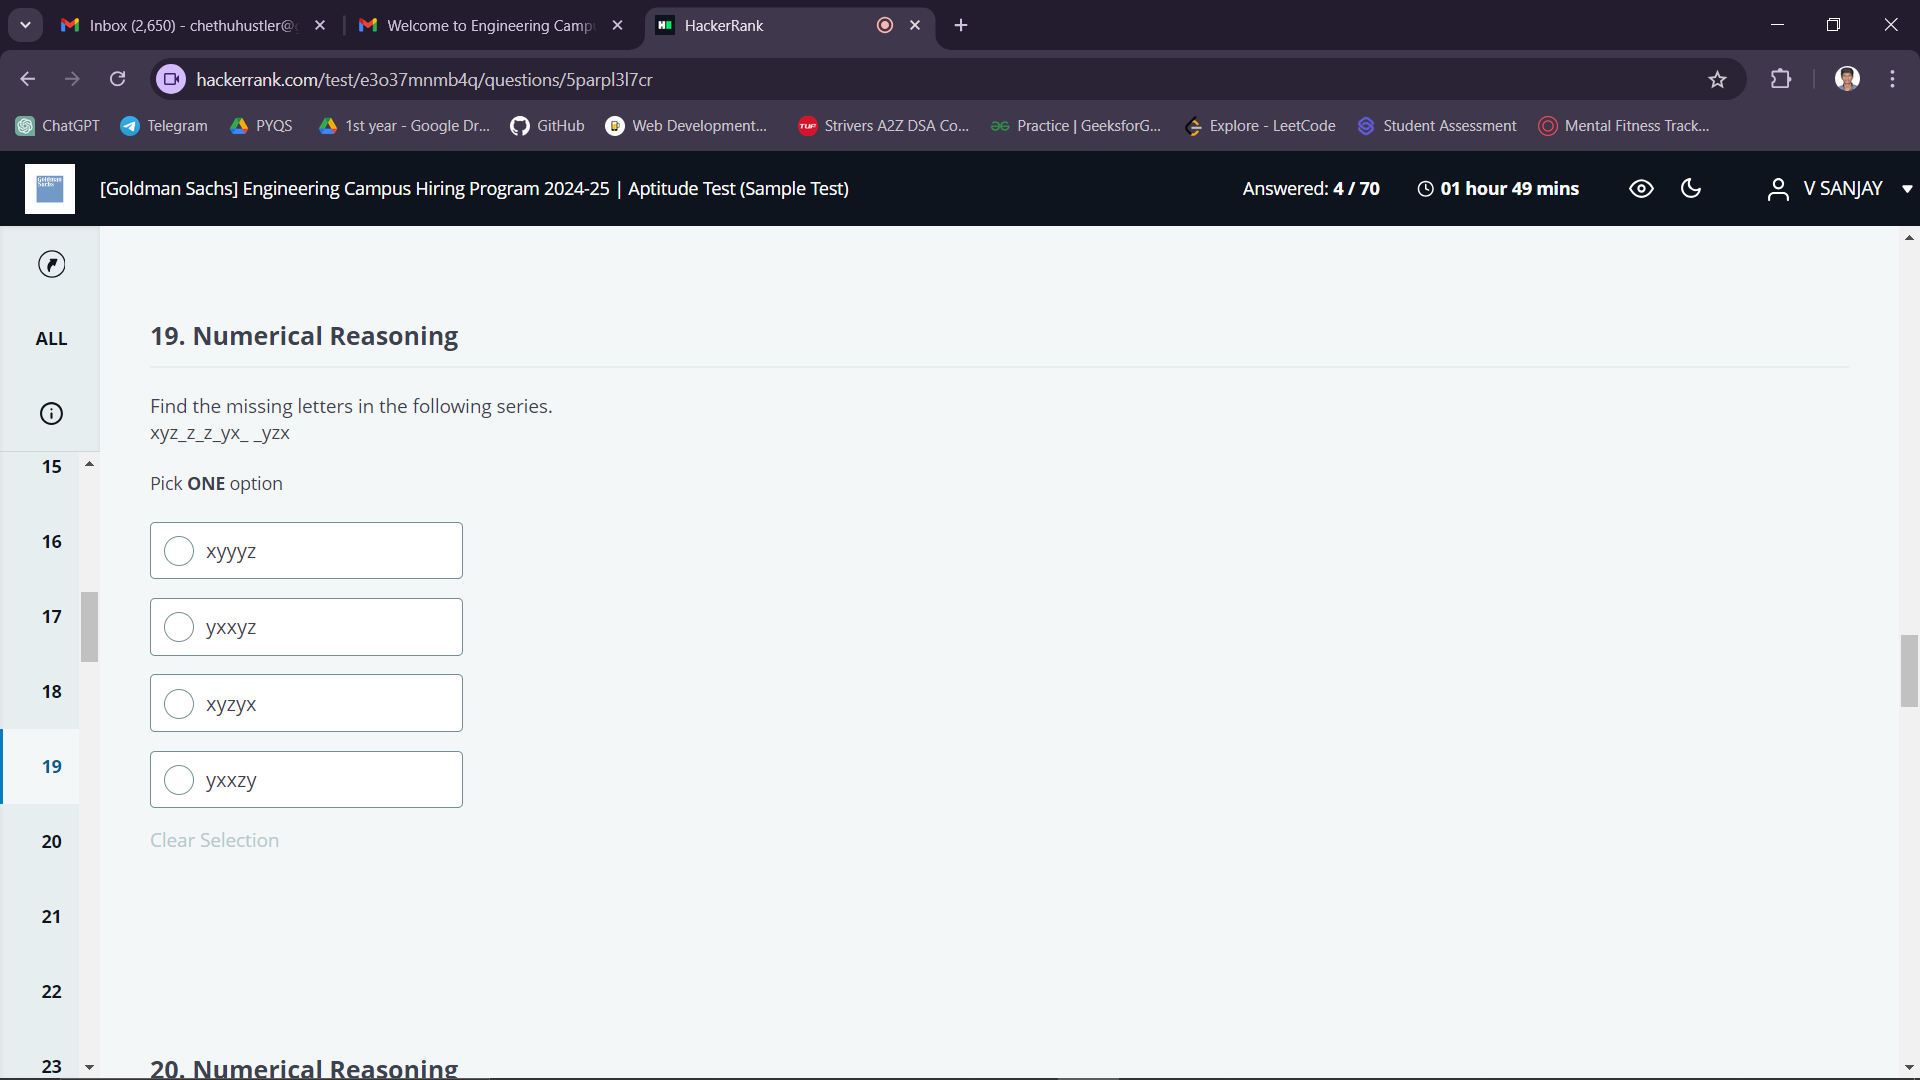 Inbox (2,650) - chethuhustler@g
Welcome to Engineering Camp
HackerRank
hackerrank.com/test/e3o37mnmb4q/questions/5parpl3l7cr
ChatGPT
Telegram
PYQS
1st year - Google Dr...
GitHub
Web Development...
TUF
Strivers A2Z DSA Co...
Practice | GeeksforG...
Explore - LeetCode
Student Assessment
Mental Fitness Track...
Goldman
Sachs
[Goldman Sachs] Engineering Campus Hiring Program 2024-25 | Aptitude Test (Sample Test)
Answered: 4 / 70
01 hour 49 mins
V SANJAY
ALL
15
16
17
18
19
20
21
22
23
19. Numerical Reasoning
Find the missing letters in the following series.
xyz_z_z_yx_ _yzx
Pick ONE option
xyyyz
yxxyz
xyzyx
yxxzy
Clear Selection
20. Numerical Reasoning